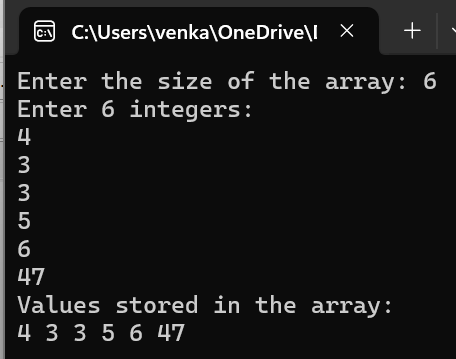 C:\Users\venka\OneDrive\I
Enter the size of the array: 6
Enter 6 integers:
4
3
3
5
6
47
Values stored in the array:
4 3 3 5 6 47